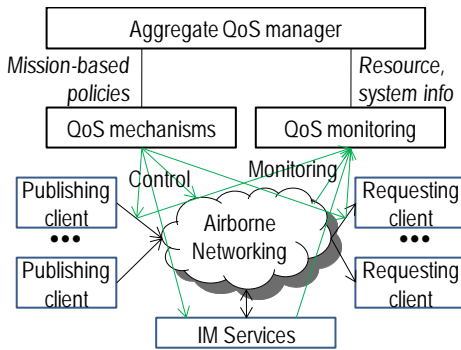 Aggregate QoS manager
Mission-based
policies
Resource,
system info
QoS mechanisms
QoS monitoring
Control
Monitoring
Publishing
client
•••
Publishing
client
Airborne
Networking
Requesting
client
•••
Requesting
client
IM Services